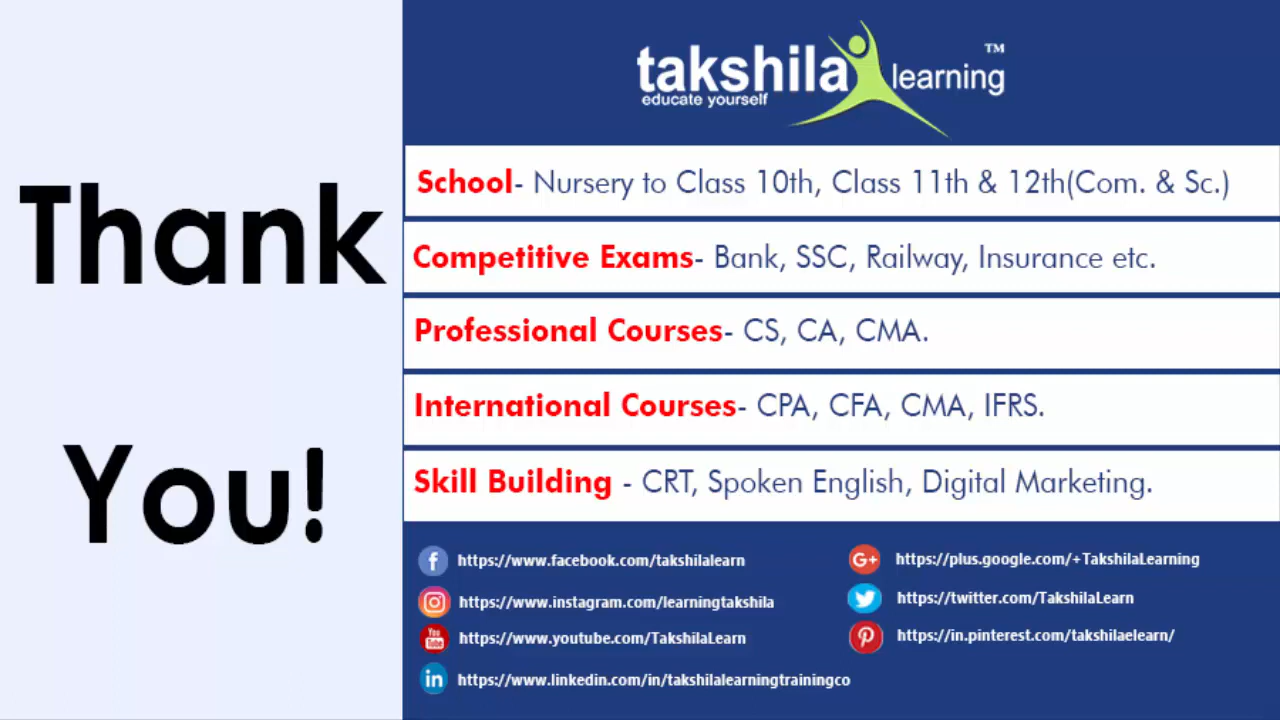 Thank
You!
takshila learning ™
educate yourself
School- Nursery to Class 10th, Class 11th & 12th(Com. & Sc.)
Competitive Exams- Bank, SSC, Railway, Insurance etc.
Professional Courses- CS, CA, CMA.
International Courses- CPA, CFA, CMA, IFRS.
Skill Building - CRT, Spoken English, Digital Marketing.
f https://www.facebook.com/takshilalearn
https://www.instagram.com/learningtakshila
You Tube https://www.youtube.com/TakshilaLearn
in https://www.linkedin.com/in/takshilalearningtrainingco
G+ https://plus.google.com/+TakshilaLearning
https://twitter.com/TakshilaLearn
https://in.pinterest.com/takshilaelearn/